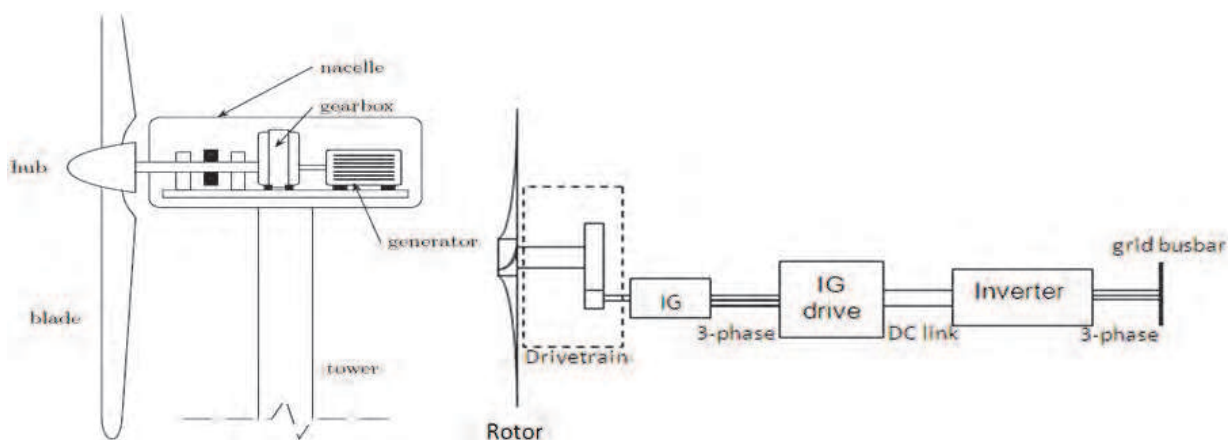 nacelle
gearbox
hub
generator
blade
tower
Rotor
Drivetrain
IG
3-phase
IG
drive
DC link
Inverter
3-phase
grid busbar